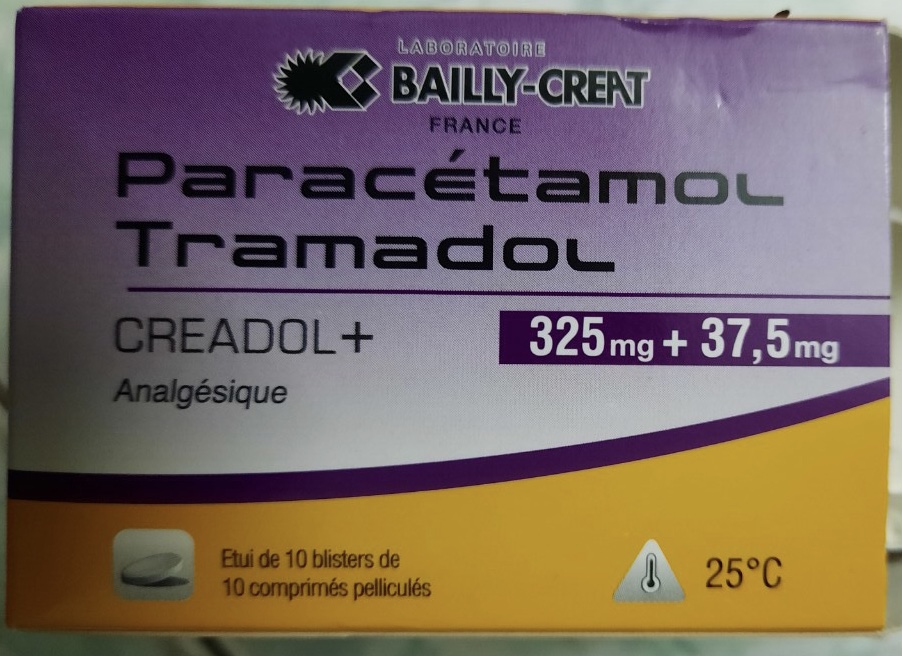 LABORATOIRE
BAILLY-CREAT
FRANCE
Paracétamol
Tramadol
CREADOL+
325mg + 37,5mg
Analgésique
Etui de 10 blisters de
10 comprimés pelliculés
25°C